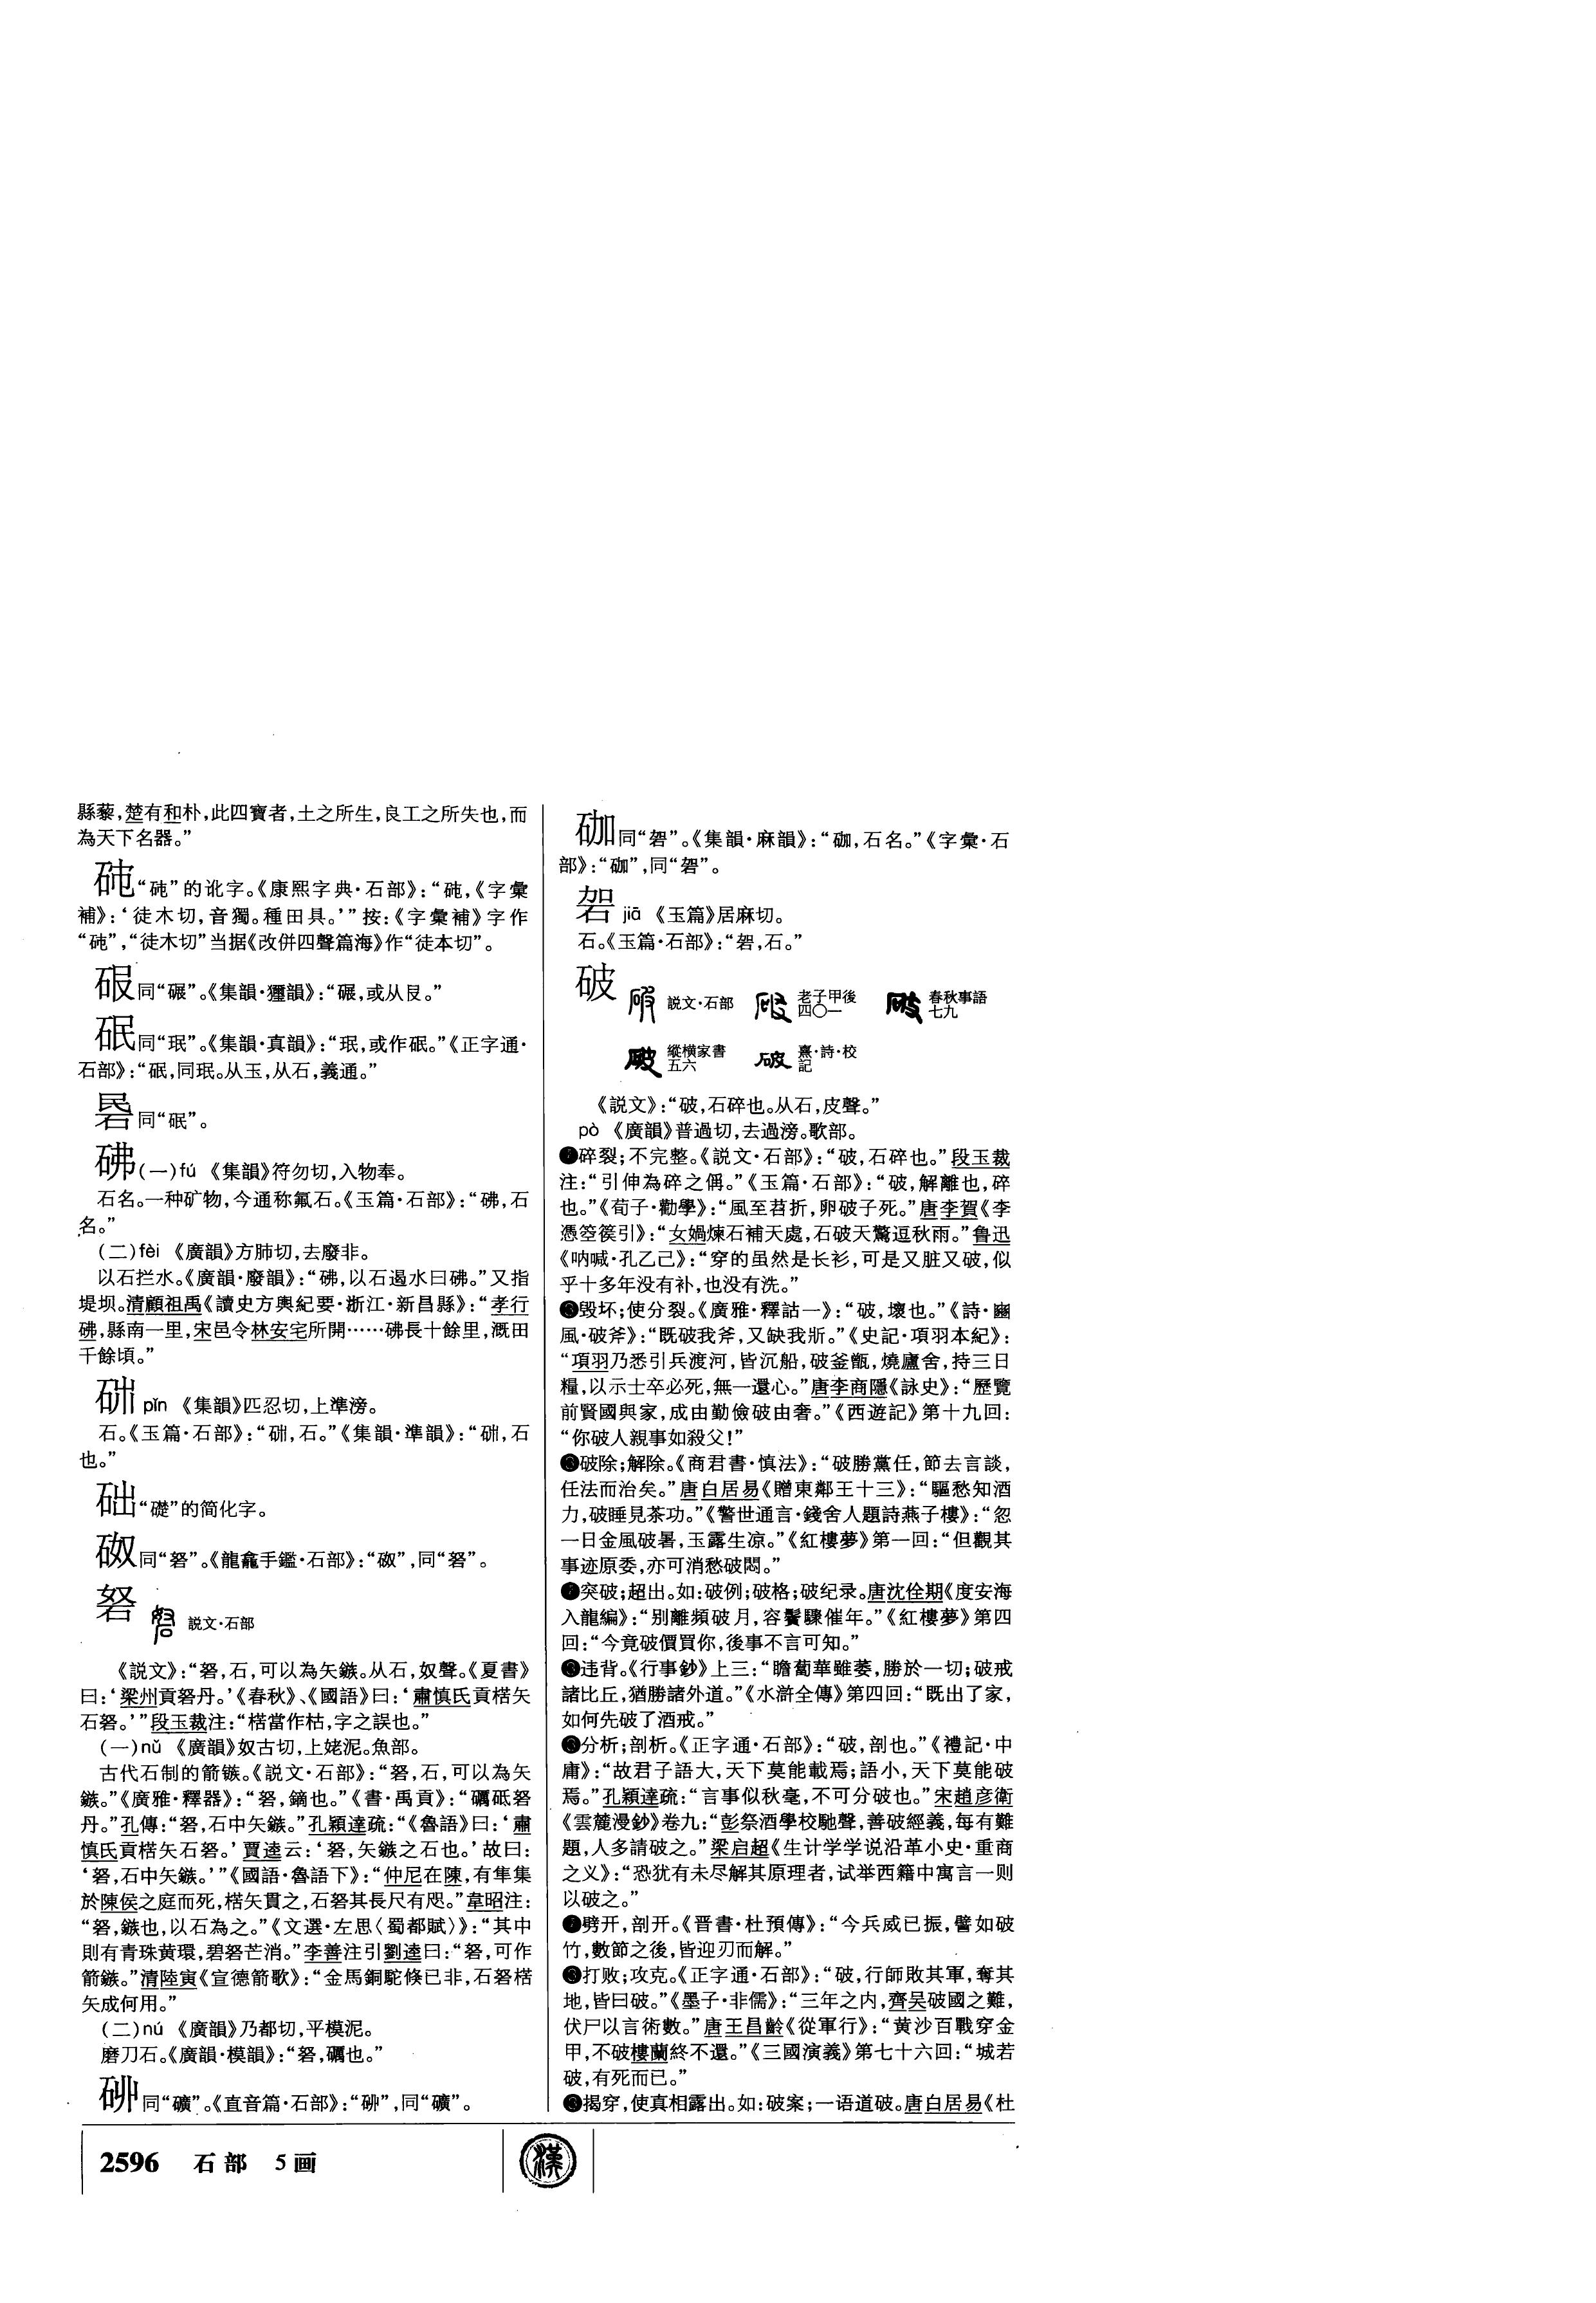 縣藜，楚有和朴，此四寶者，土之所生，良工之所失也，而
為天下名器。”
“砘”的讹字。《康熙字典·石部》：“砘，《字彙
補》：‘徒木切，音獨。種田具。’”按：《字彙補》字作
“砘”，“徒木切”当据《改併四聲篇海》作“徒本切”。
硍同“碾”。《集韻·獮韻》：“碾，或从㞋。”
砇同“珉”。《集韻·真韻》：“珉，或作砇。”《正字通·
石部》：“砇，同珉。从玉，从石，義通。”
同“砇”。
砩(一)fú 《集韻》符勿切，入物奉。
石名。一种矿物，今通称氟石。《玉篇·石部》：“砩，石
名。”
(二)fèi 《廣韻》方肺切，去廢非。
以石拦水。《廣韻·廢韻》：“砩，以石遏水曰砩。”又指
堤坝。清顧祖禹《讀史方輿紀要·浙江·新昌縣》：“孝行
砩，縣南一里，宋邑令林安宅所開……砩長十餘里，溉田
千餘頃。”
pǐn 《集韻》匹忍切，上準滂。
石。《玉篇·石部》：“，石。”《集韻·準韻》：“，石
也。”
础“礎”的简化字。
砮同“砮”。《龍龕手鑑·石部》：“”，同“砮”。
砮 説文·石部
《説文》：“砮，石，可以為矢鏃。从石，奴聲。《夏書》
曰：‘梁州貢砮丹。’《春秋》、《國語》曰：‘肅慎氏貢楛矢
石砮。’”段玉裁注：“楛當作枯，字之誤也。”
(一)nǔ 《廣韻》奴古切，上姥泥。魚部。
古代石制的箭镞。《説文·石部》：“砮，石，可以為矢
鏃。”《廣雅·釋器》：“砮，鏑也。”《書·禹貢》：“礪砥砮
丹。”孔傳：“砮，石中矢鏃。”孔穎達疏：“《魯語》曰：‘肅
慎氏貢楛矢石砮。’賈逵云：‘砮，矢鏃之石也。’故曰：
‘砮，石中矢鏃。’”《國語·魯語下》：“仲尼在陳，有隼集
於陳侯之庭而死，楛矢貫之，石砮其長尺有咫。”韋昭注：
“砮，鏃也，以石為之。”《文選·左思〈蜀都賦〉》：“其中
則有青珠黄環，碧砮芒消。”李善注引劉逵曰：“砮，可作
箭鏃。”清陸寅《宣德箭歌》：“金馬銅駝倏已非，石砮楛
矢成何用。”
(二)nú 《廣韻》乃都切，平模泥。
磨刀石。《廣韻·模韻》：“砮，礪也。”
同“礦”。《直音篇·石部》：“”，同“礦”。
2596 石部 5画
漢
同“砮”。《集韻·麻韻》：“，石名。”《字彙·石
部》：“”，同“”。
jiā 《玉篇》居麻切。
石。《玉篇·石部》：“，石。”
破 説文·石部 老子甲後四〇一 春秋事語七九
縱横家書五六 熹·詩·校記
《説文》：“破，石碎也。从石，皮聲。”
pò 《廣韻》普過切，去過滂。歌部。
❶碎裂；不完整。《説文·石部》：“破，石碎也。”段玉裁
注：“引伸為碎之偁。”《玉篇·石部》：“破，解離也，碎
也。”《荀子·勸學》：“風至苕折，卵破子死。”唐李賀《李
憑箜篌引》：“女媧煉石補天處，石破天驚逗秋雨。”鲁迅
《呐喊·孔乙己》：“穿的虽然是长衫，可是又脏又破，似
乎十多年没有补，也没有洗。”
❷毁坏；使分裂。《廣雅·釋詁一》：“破，壞也。”《詩·豳
風·破斧》：“既破我斧，又缺我斨。”《史記·項羽本紀》：
“項羽乃悉引兵渡河，皆沉船，破釜甑，燒廬舍，持三日
糧，以示士卒必死，無一還心。”唐李商隱《詠史》：“歷覽
前賢國與家，成由勤儉破由奢。”《西遊記》第十九回：
“你破人親事如殺父！”
❸破除；解除。《商君書·慎法》：“破勝黨任，節去言談，
任法而治矣。”唐白居易《贈東鄰王十三》：“驅愁知酒
力，破睡見茶功。”《警世通言·錢舍人題詩燕子樓》：“忽
一日金風破暑，玉露生凉。”《紅樓夢》第一回：“但觀其
事迹原委，亦可消愁破悶。”
❹突破；超出。如：破例；破格；破纪录。唐沈佺期《度安海
入龍編》：“别離頻破月，容鬢驟催年。”《紅樓夢》第四
回：“今竟破價買你，後事不言可知。”
❺违背。《行事鈔》上三：“瞻蔔華雖萎，勝於一切；破戒
諸比丘，猶勝諸外道。”《水滸全傳》第四回：“既出了家，
如何先破了酒戒。”
❻分析；剖析。《正字通·石部》：“破，剖也。”《禮記·中
庸》：“故君子語大，天下莫能載焉；語小，天下莫能破
焉。”孔穎達疏：“言事似秋毫，不可分破也。”宋趙彦衛
《雲麓漫鈔》卷九：“彭祭酒學校馳聲，善破經義，每有難
題，人多請破之。”梁启超《生计学学说沿革小史·重商
之义》：“恐犹有未尽解其原理者，试举西籍中寓言一则
以破之。”
❼劈开，剖开。《晋書·杜預傳》：“今兵威已振，譬如破
竹，數節之後，皆迎刃而解。”
❽打败；攻克。《正字通·石部》：“破，行師敗其軍，奪其
地，皆曰破。”《墨子·非儒》：“三年之内，齊吴破國之難，
伏尸以言術數。”唐王昌齡《從軍行》：“黄沙百戰穿金
甲，不破樓蘭終不還。”《三國演義》第七十六回：“城若
破，有死而已。”
❾揭穿，使真相露出。如：破案；一语道破。唐白居易《杜